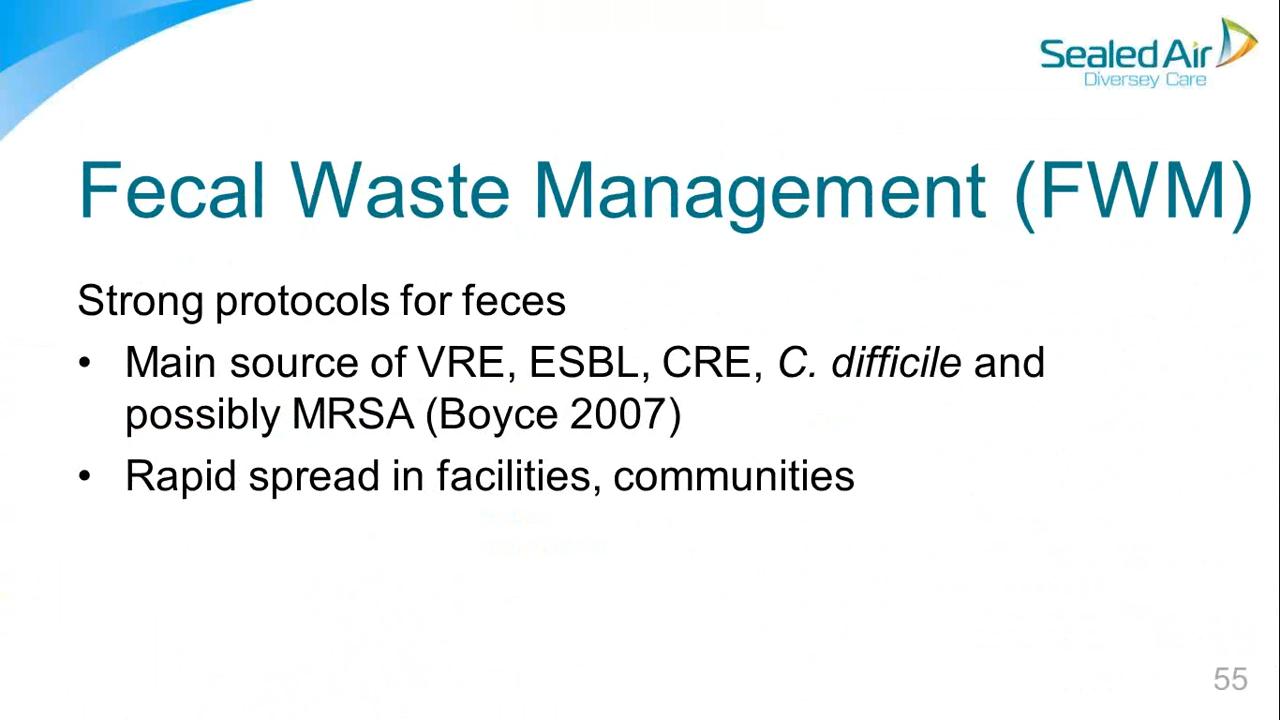 Sealed Air
Diversey Care
Fecal Waste Management (FWM)
Strong protocols for feces
• Main source of VRE, ESBL, CRE, C. difficile and
possibly MRSA (Boyce 2007)
• Rapid spread in facilities, communities
55